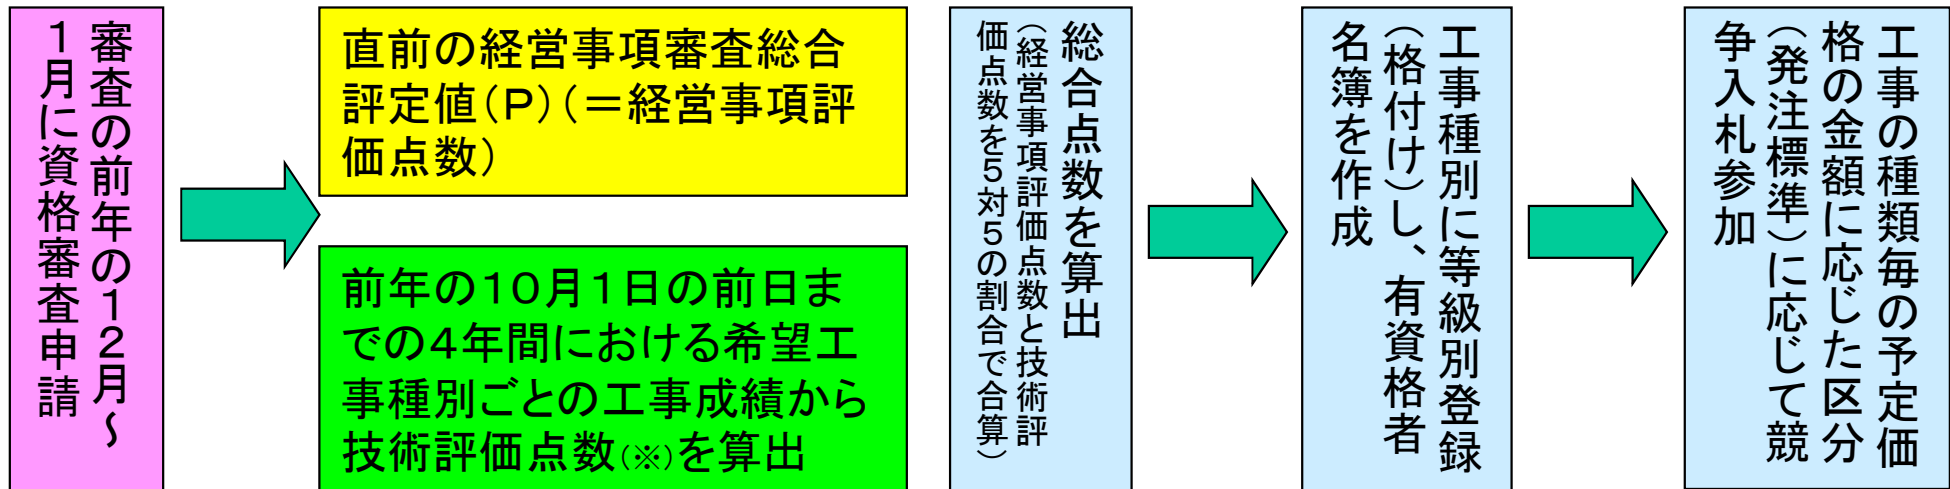 審査の前年の１２月～
１月に資格審査申請
直前の経営事項審査総合
評定値（Ｐ）（＝経営事項評
価点数）
前年の１０月１日の前日ま
での４年間における希望工
事種別ごとの工事成績から
技術評価点数（※）を算出
総合点数を算出
（経営事項評価点数と技術評
価点数を５対５の割合で合算）
工事種別に等級別登録
（格付け）し、有資格者
名簿を作成
工事の種類毎の予定価
格の金額に応じた区分
（発注標準）に応じて競
争入札参加